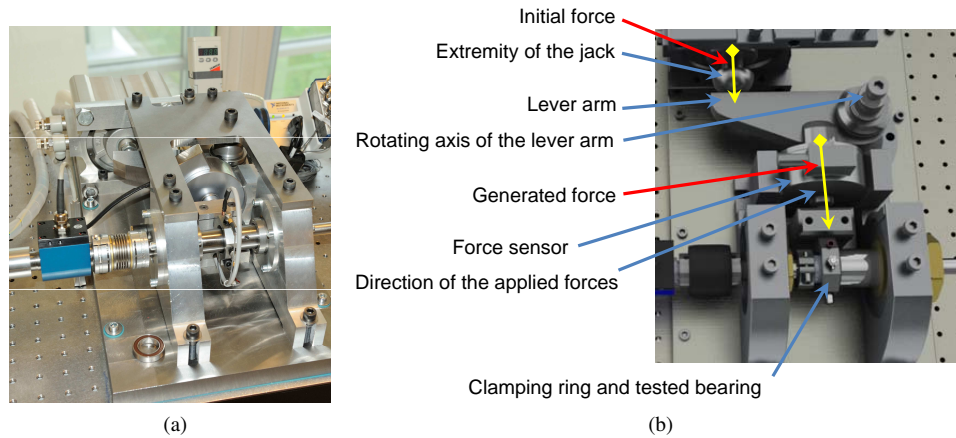 Initial force
Extremity of the jack
Lever arm
Rotating axis of the lever arm
Generated force
Force sensor
Direction of the applied forces
Clamping ring and tested bearing
(a)
(b)